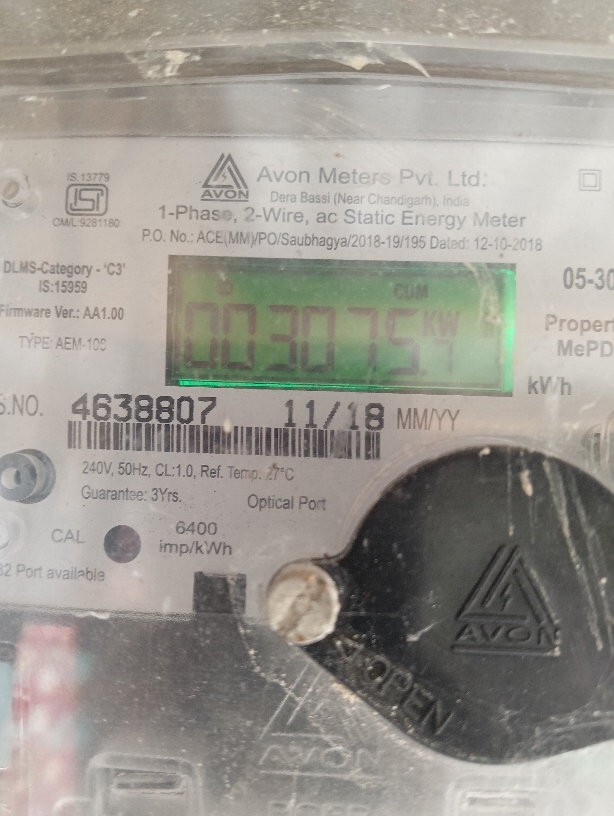 IS:13779
CM/L:9281180
AVON
Avon Meters Pvt. Ltd.
Dera Bassi (Near Chandigarh), India
1-Phase, 2-Wire, ac Static Energy Meter
P.O. No.: ACE(MM)/PO/Saubhagya/2018-19/195 Dated: 12-10-2018
DLMS-Category - 'C3'
IS:15959
Firmware Ver.: AA1.00
TYPE: AEM-10S
CUM
003075.7 KW
kWh
05-30
Propert
MePD
S.NO. 4638807 11/18 MM/YY
240V, 50Hz, CL:1.0, Ref. Temp. 27°C
Guarantee: 3Yrs. Optical Port
CAL
6400
imp/kWh
32 Port available
AVON
OPEN
AVON